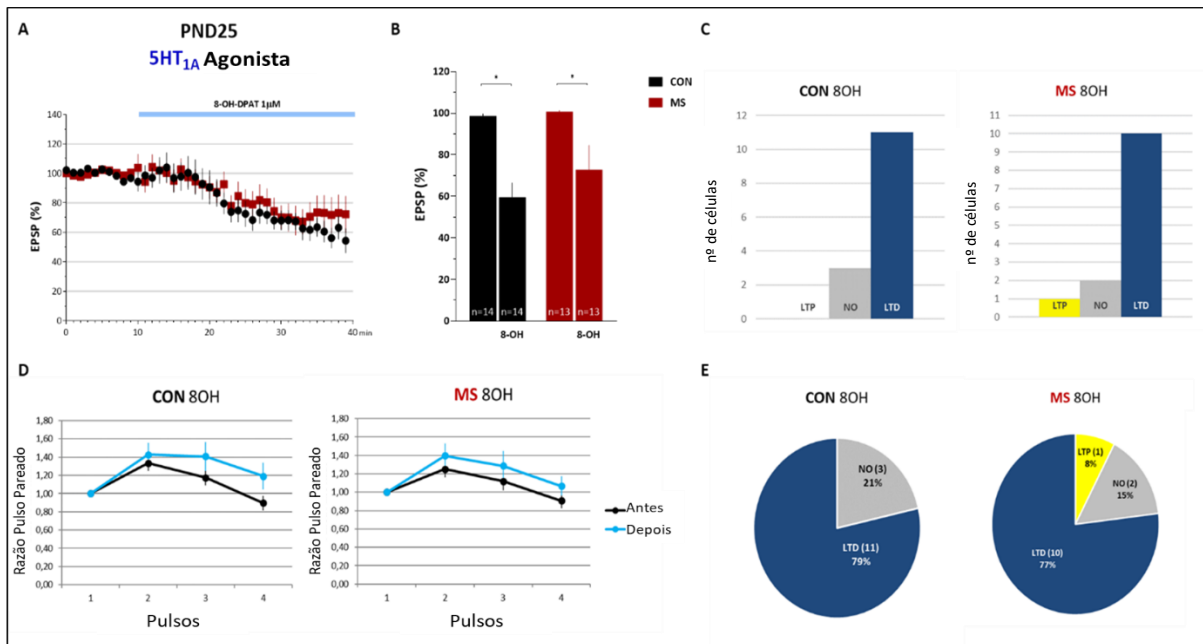 A
PND25
5HT1A Agonista
8-OH-DPAT 1µM
140
120
100
80
60
40
20
0
EPSP (%)
0
10
20
30
40 min
B
120
100
80
60
40
20
0
EPSP (%)
*
*
n=14
n=14
n=13
n=13
8-OH
8-OH
CON
MS
C
CON 8OH
12
10
8
6
4
2
0
nº de células
LTP
NO
LTD
MS 8OH
11
10
9
8
7
6
5
4
3
2
1
0
nº de células
LTP
NO
LTD
D
CON 8OH
1,80
1,60
1,40
1,20
1,00
0,80
0,60
0,40
0,20
0,00
Razão Pulso Pareado
1
2
3
4
Pulsos
MS 8OH
1,80
1,60
1,40
1,20
1,00
0,80
0,60
0,40
0,20
0,00
Razão Pulso Pareado
1
2
3
4
Pulsos
Antes
Depois
E
CON 8OH
NO (3)
21%
LTD (11)
79%
MS 8OH
LTP (1)
8%
NO (2)
15%
LTD (10)
77%